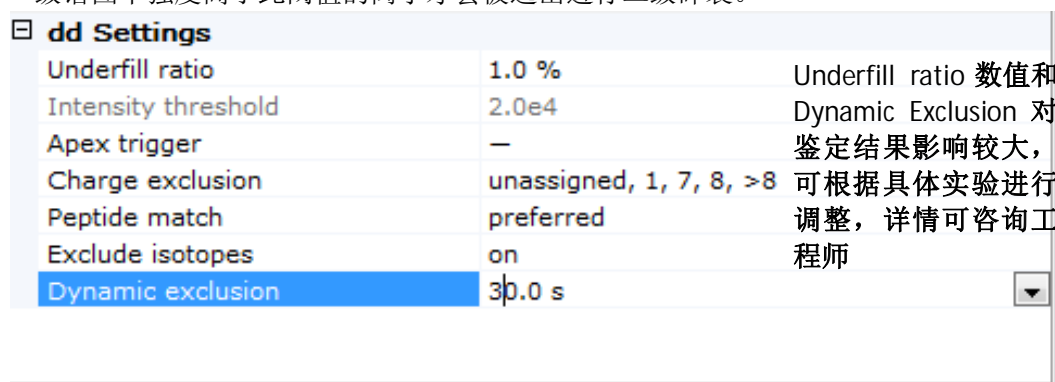 dd Settings
Underfill ratio 1.0 %
Intensity threshold 2.0e4
Apex trigger —
Charge exclusion unassigned, 1, 7, 8, >8
Peptide match preferred
Exclude isotopes on
Dynamic exclusion 30.0 s
Underfill ratio 数值和
Dynamic Exclusion 对
鉴定结果影响较大，
可根据具体实验进行
调整，详情可咨询工
程师